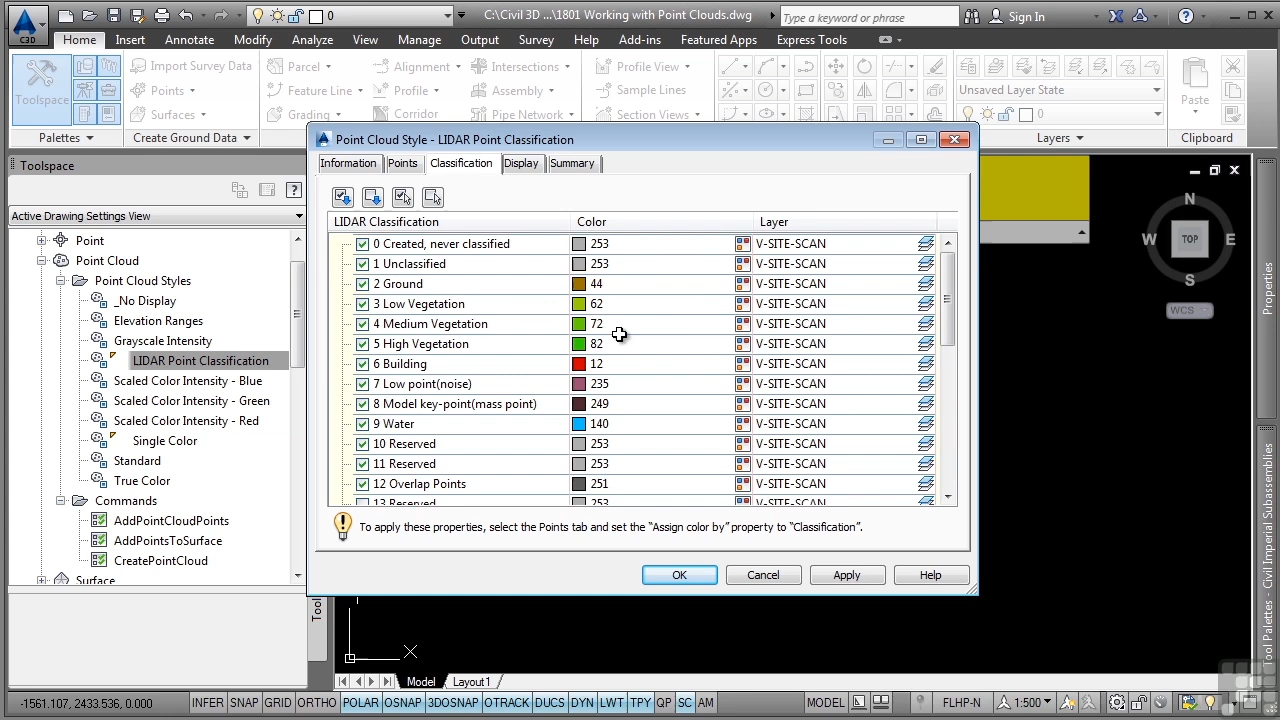 C:\Civil 3D ...\1801 Working with Point Clouds.dwg
Type a keyword or phrase
Sign In
0
C3D
Home Insert Annotate Modify Analyze View Manage Output Survey Help Add-ins Featured Apps Express Tools
Toolspace
Import Survey Data
Points
Surfaces
Parcel
Feature Line
Grading
Alignment
Profile
Corridor
Intersections
Assembly
Pipe Network
Profile View
Sample Lines
Section Views
Unsaved Layer State
0
Paste
Palettes
Create Ground Data
Layers
Clipboard
Toolspace
Active Drawing Settings View
Point
Point Cloud
Point Cloud Styles
_No Display
Elevation Ranges
Grayscale Intensity
LIDAR Point Classification
Scaled Color Intensity - Blue
Scaled Color Intensity - Green
Scaled Color Intensity - Red
Single Color
Standard
True Color
Commands
AddPointCloudPoints
AddPointsToSurface
CreatePointCloud
Surface
Point Cloud Style - LIDAR Point Classification
Information Points Classification Display Summary
LIDAR Classification Color Layer
0 Created, never classified 253 V-SITE-SCAN
1 Unclassified 253 V-SITE-SCAN
2 Ground 44 V-SITE-SCAN
3 Low Vegetation 62 V-SITE-SCAN
4 Medium Vegetation 72 V-SITE-SCAN
5 High Vegetation 82 V-SITE-SCAN
6 Building 12 V-SITE-SCAN
7 Low point(noise) 235 V-SITE-SCAN
8 Model key-point(mass point) 249 V-SITE-SCAN
9 Water 140 V-SITE-SCAN
10 Reserved 253 V-SITE-SCAN
11 Reserved 253 V-SITE-SCAN
12 Overlap Points 251 V-SITE-SCAN
13 Reserved 253 V-SITE-SCAN
To apply these properties, select the Points tab and set the "Assign color by" property to "Classification".
OK Cancel Apply Help
N
W TOP E
S
WCS
Properties
Tool Palettes - Civil Imperial Subassemblies
Tool
X
Model Layout1
-1561.107, 2433.536, 0.000
INFER SNAP GRID ORTHO POLAR OSNAP 3DOSNAP OTRACK DUCS DYN LWT TPY QP SC AM
MODEL
FLHP-N
1:500